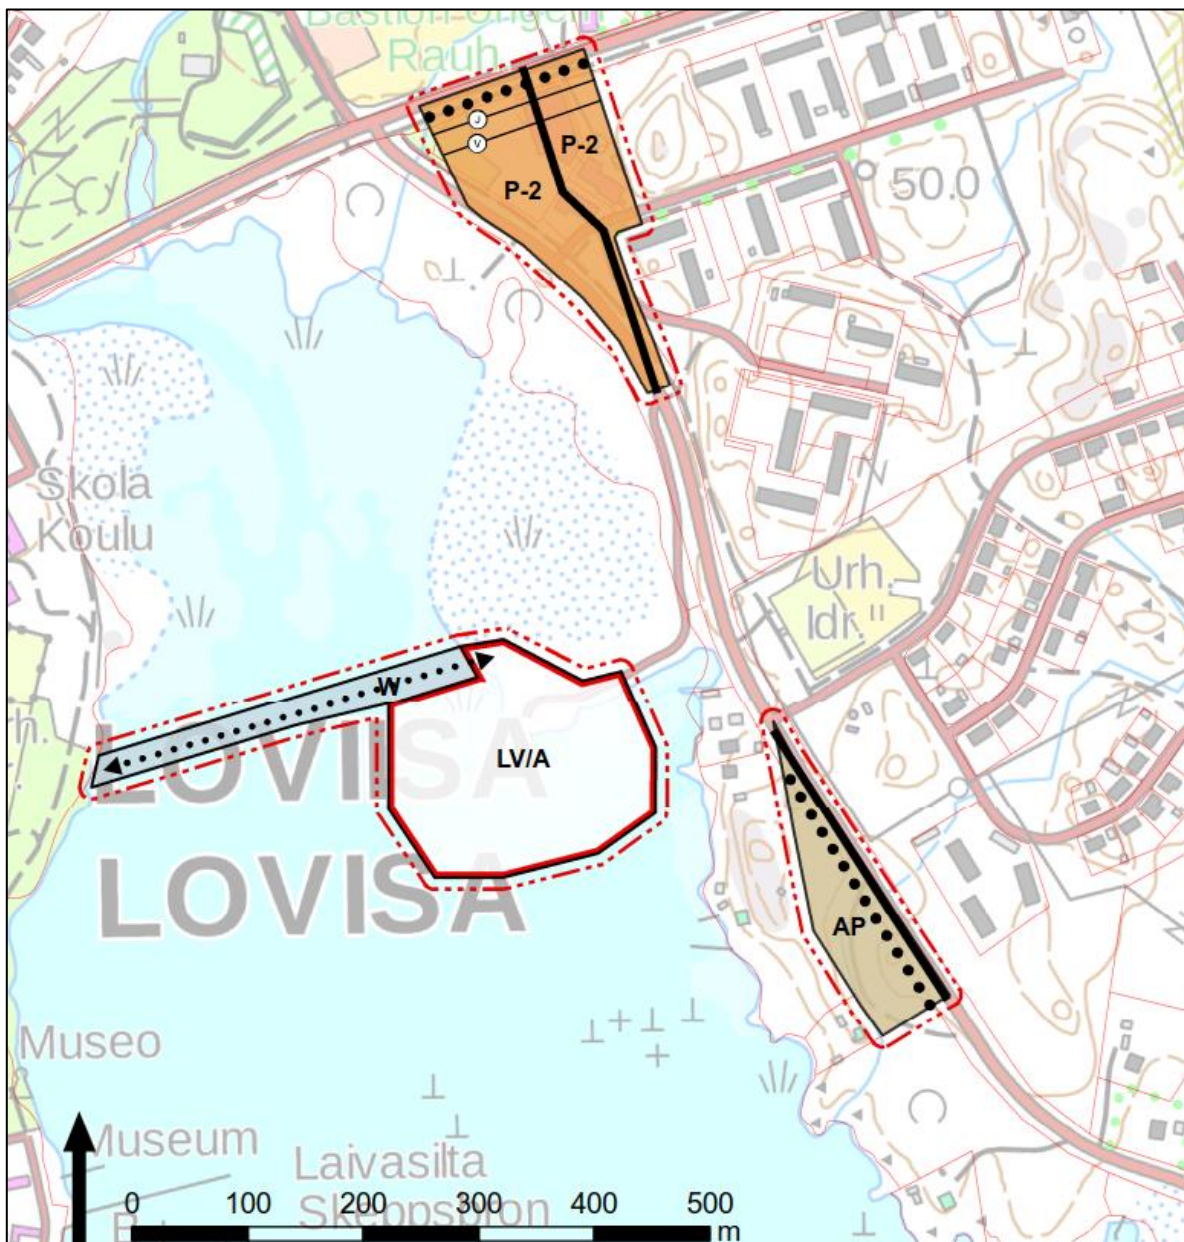 Rauh.
J
V
P-2
P-2
50.0
Skola
Koulu
Urh.
Idr."
W
h.
LOVIISA
LV/A
LOVISA
AP
Museo
Museum
Laivasilta
Skeppsbron
0 100 200 300 400 500
m